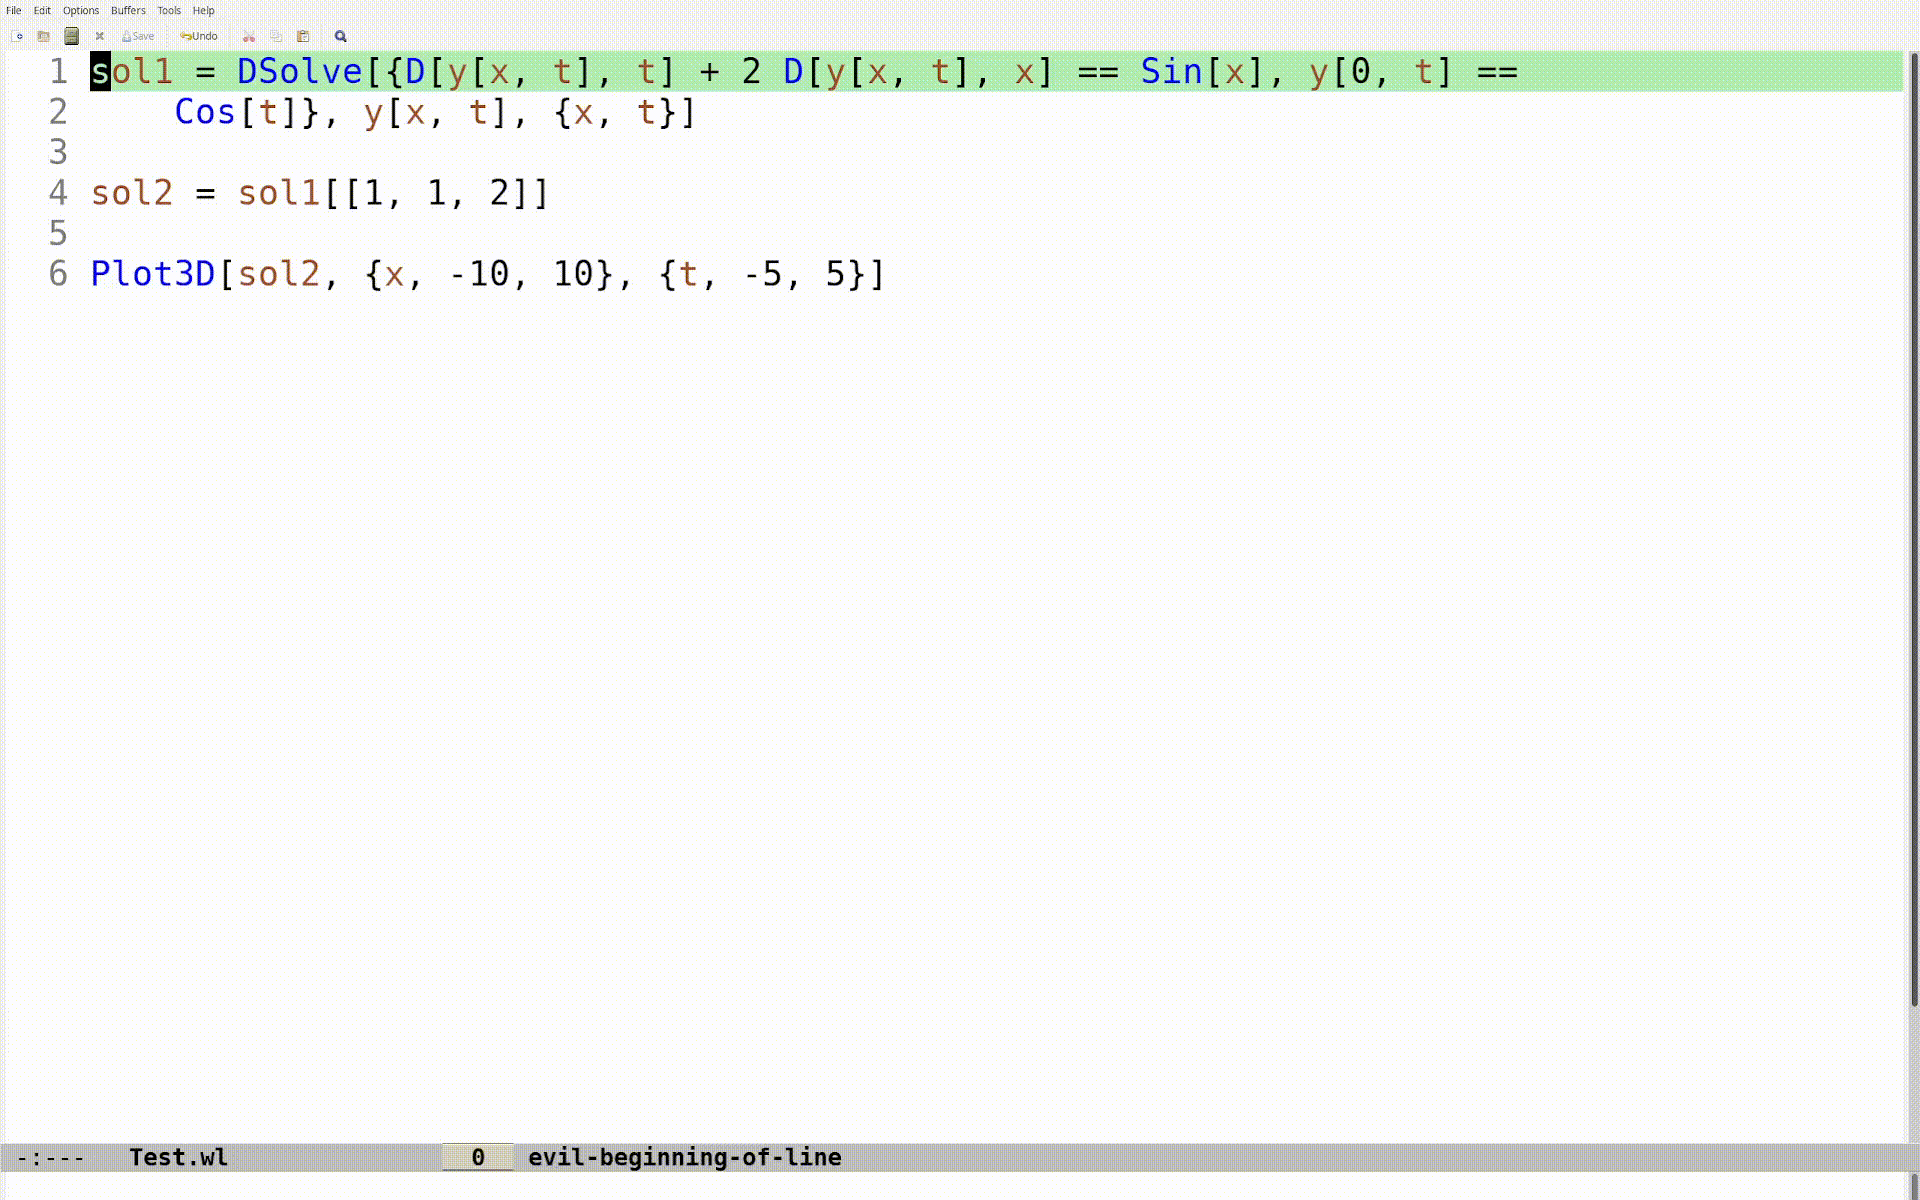 File Edit Options Buffers Tools Help
Save Undo
1 sol1 = DSolve[{D[y[x, t], t] + 2 D[y[x, t], x] == Sin[x], y[0, t] ==
2     Cos[t]}, y[x, t], {x, t}]
3
4 sol2 = sol1[[1, 1, 2]]
5
6 Plot3D[sol2, {x, -10, 10}, {t, -5, 5}]
-:--- Test.wl 0 evil-beginning-of-line